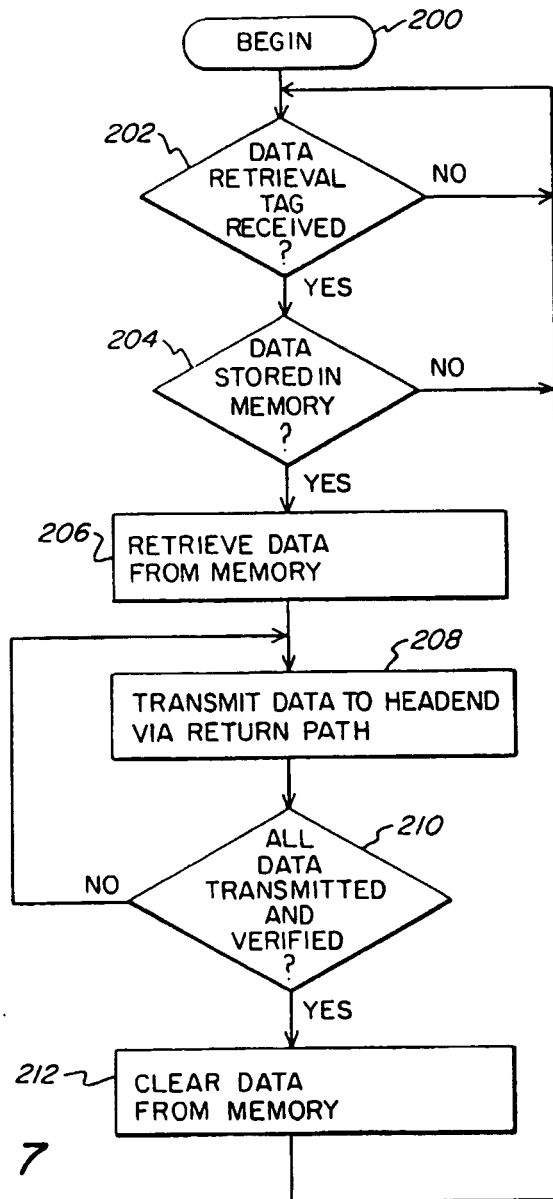 BEGIN
200
202
DATA
RETRIEVAL
TAG
RECEIVED
?
NO
YES
204
DATA
STORED IN
MEMORY
?
NO
YES
206
RETRIEVE DATA
FROM MEMORY
208
TRANSMIT DATA TO HEADEND
VIA RETURN PATH
210
ALL
DATA
TRANSMITTED
AND
VERIFIED
?
NO
YES
212
CLEAR DATA
FROM MEMORY
7